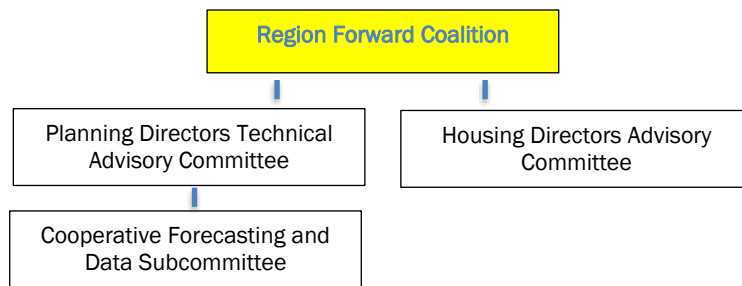 Region Forward Coalition
Planning Directors Technical
Advisory Committee
Housing Directors Advisory
Committee
Cooperative Forecasting and
Data Subcommittee